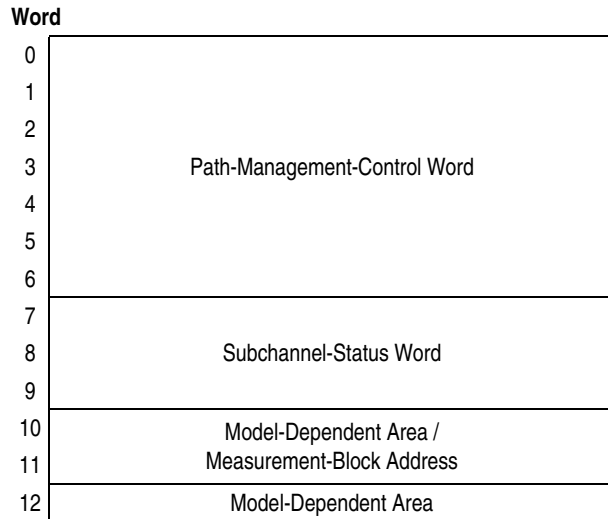 Word
0
1
2
3 Path-Management-Control Word
4
5
6
7
8 Subchannel-Status Word
9
10 Model-Dependent Area /
11 Measurement-Block Address
12 Model-Dependent Area